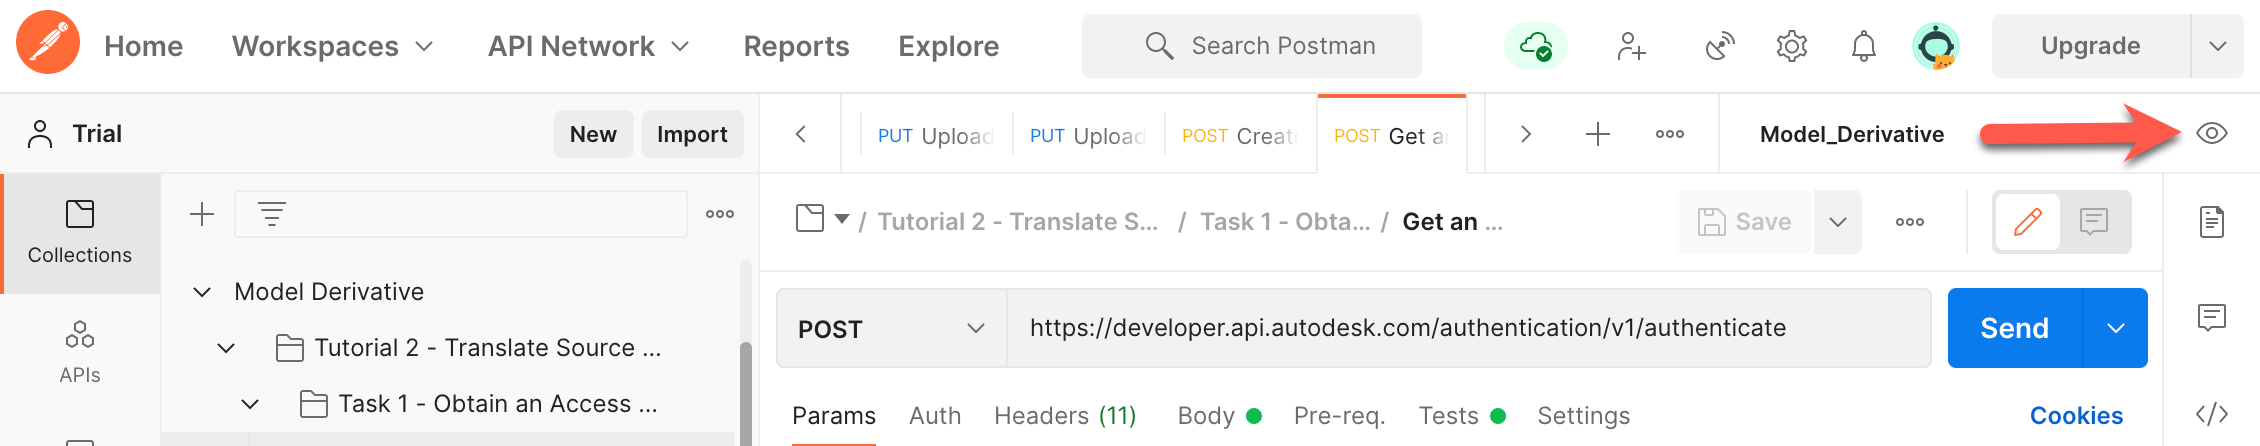 Home Workspaces API Network Reports Explore Search Postman Upgrade
Trial New Import PUT Upload PUT Upload POST Create POST Get a Model_Derivative
Collections
/ Tutorial 2 - Translate S... / Task 1 - Obta... / Get an ... Save
Model Derivative
POST https://developer.api.autodesk.com/authentication/v1/authenticate Send
Tutorial 2 - Translate Source ...
APIs
Task 1 - Obtain an Access ...
Params Auth Headers (11) Body Pre-req. Tests Settings Cookies